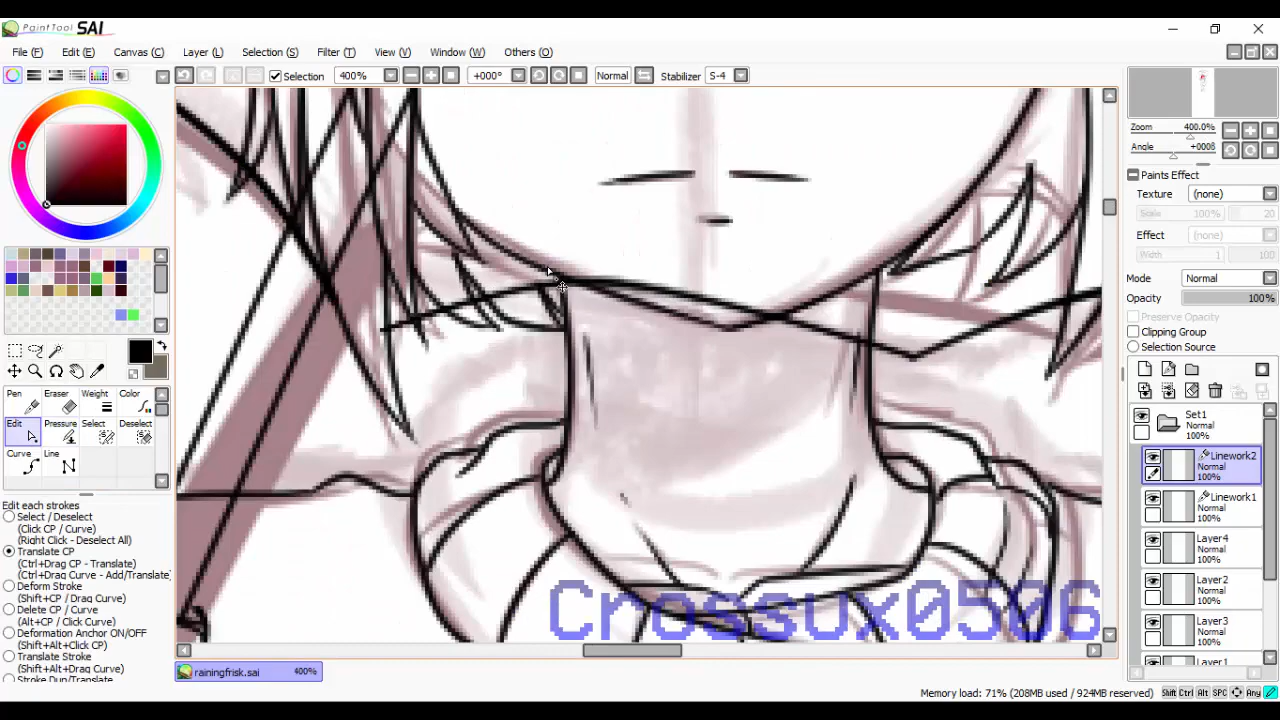 PaintTool SAI
File (F) Edit (E) Canvas (C) Layer (L) Selection (S) Filter (T) View (V) Window (W) Others (O)
Selection 400% +000° Normal Stabilizer S-4
Zoom 400.0%
Angle +0008
Paints Effect
Texture (none)
Scale 100% 20
Effect (none)
Width 100% 1
Mode Normal
Opacity 100%
Preserve Opacity
Clipping Group
Selection Source
Pen Eraser Weight Color
Edit Pressure Select Deselect
Curve Line
Edit each strokes
Select / Deselect
(Click CP / Curve)
(Right Click - Deselect All)
Translate CP
(Ctrl+Drag CP - Translate)
(Ctrl+Drag Curve - Add/Translate)
Deform Stroke
(Shift+CP / Drag Curve)
Delete CP / Curve
(Alt+CP / Click Curve)
Deformation Anchor ON/OFF
(Shift+Alt+Click CP)
Translate Stroke
(Shift+Alt+Drag Curve)
Stroke Dup/Translate
Set1
Normal
100%
Linework2
Normal
100%
Linework1
Normal
100%
Layer4
Normal
100%
Layer2
Normal
100%
Layer3
Normal
100%
Layer1
Crossux0506
rainingfrisk.sai 400%
Memory load: 71% (208MB used / 924MB reserved) Shift Ctrl Alt SPC Any